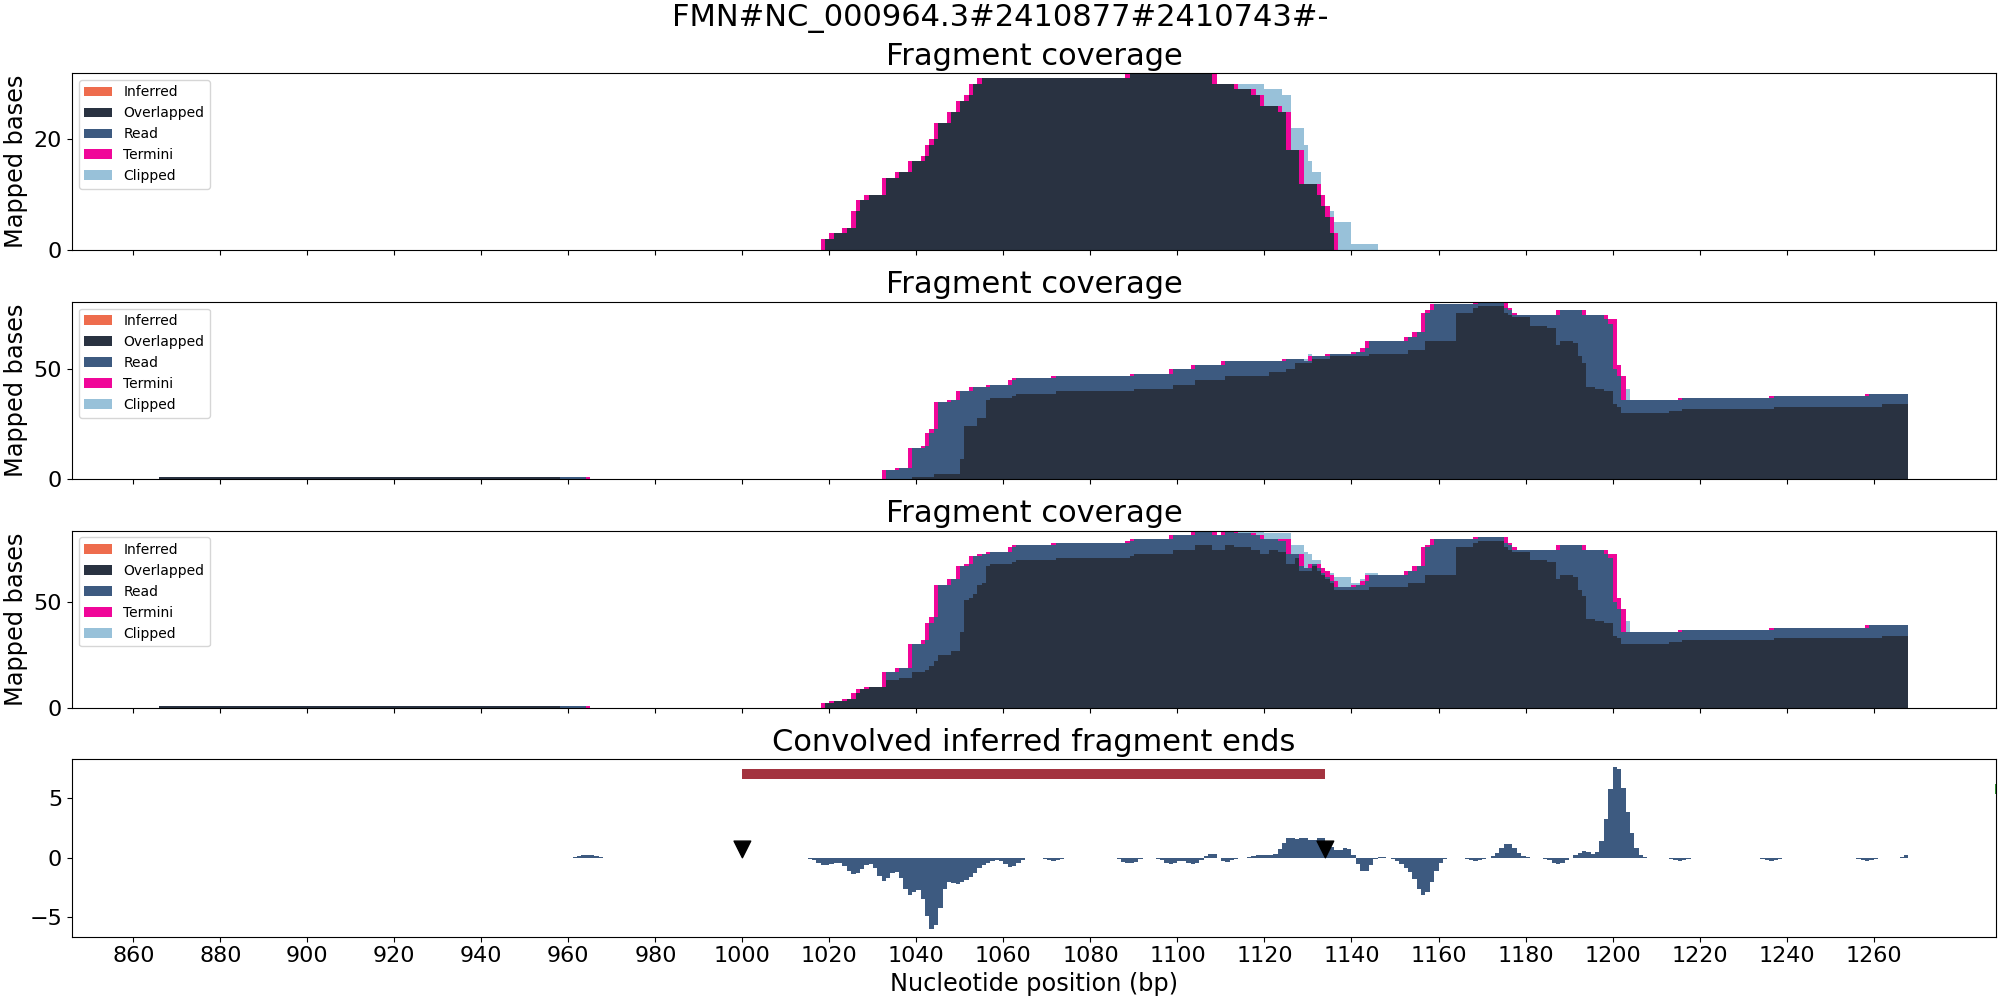 FMN#NC_000964.3#2410877#2410743#-
Fragment coverage
Mapped bases
20
0
Inferred
Overlapped
Read
Termini
Clipped
Fragment coverage
Mapped bases
50
0
Inferred
Overlapped
Read
Termini
Clipped
Fragment coverage
Mapped bases
50
0
Inferred
Overlapped
Read
Termini
Clipped
Convolved inferred fragment ends
5
0
−5
860 880 900 920 940 960 980 1000 1020 1040 1060 1080 1100 1120 1140 1160 1180 1200 1220 1240 1260
Nucleotide position (bp)